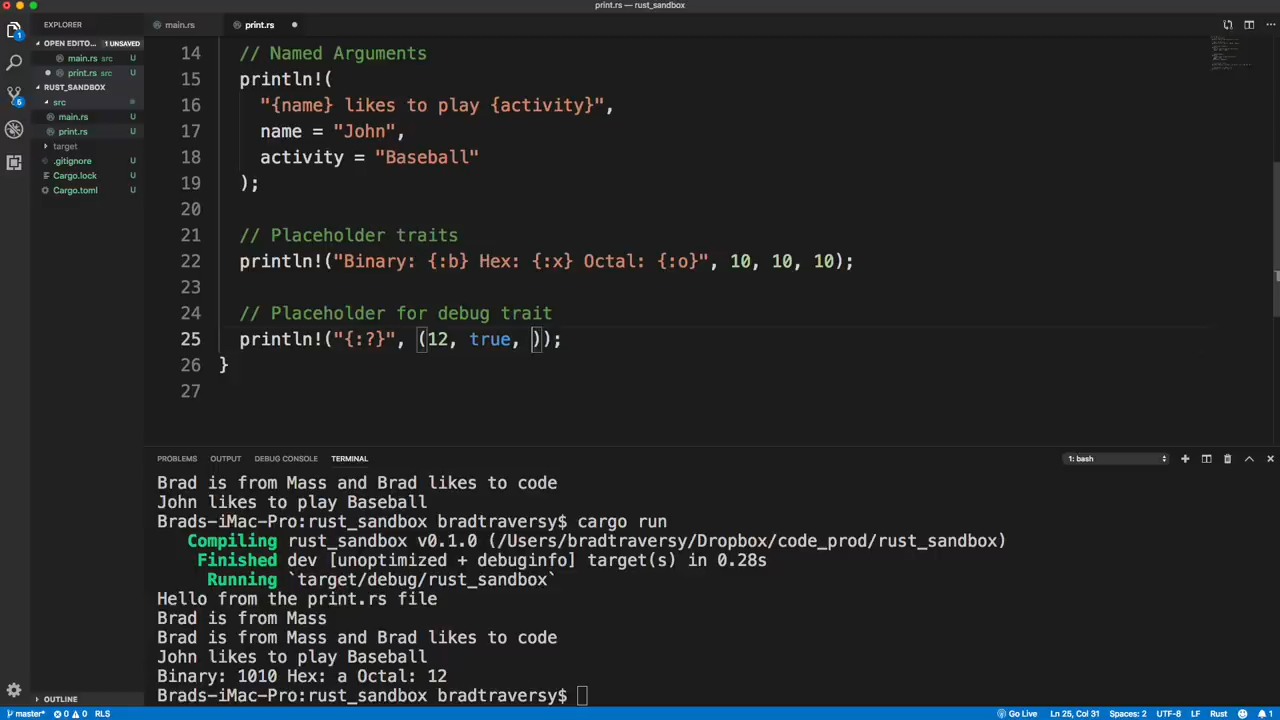 print.rs — rust_sandbox
EXPLORER
main.rs
print.rs
OPEN EDITO... 1 UNSAVED
main.rs src
print.rs src
RUST_SANDBOX
src
main.rs U
print.rs U
target
.gitignore U
Cargo.lock U
Cargo.toml U
OUTLINE
1
6
14 // Named Arguments
15 println!(
16 "{name} likes to play {activity}",
17 name = "John",
18 activity = "Baseball"
19 );
20
21 // Placeholder traits
22 println!("Binary: {:b} Hex: {:x} Octal: {:o}", 10, 10, 10);
23
24 // Placeholder for debug trait
25 println!("{:?}", (12, true, ));
26 }
27
PROBLEMS OUTPUT DEBUG CONSOLE TERMINAL 1: bash
Brad is from Mass and Brad likes to code
John likes to play Baseball
Brads-iMac-Pro:rust_sandbox bradtraversy$ cargo run
Compiling rust_sandbox v0.1.0 (/Users/bradtraversy/Dropbox/code_prod/rust_sandbox)
Finished dev [unoptimized + debuginfo] target(s) in 0.28s
Running `target/debug/rust_sandbox`
Hello from the print.rs file
Brad is from Mass
Brad is from Mass and Brad likes to code
John likes to play Baseball
Binary: 1010 Hex: a Octal: 12
Brads-iMac-Pro:rust_sandbox bradtraversy$
master* 0 0 RLS Go Live Ln 25, Col 31 Spaces: 2 UTF-8 LF Rust 1